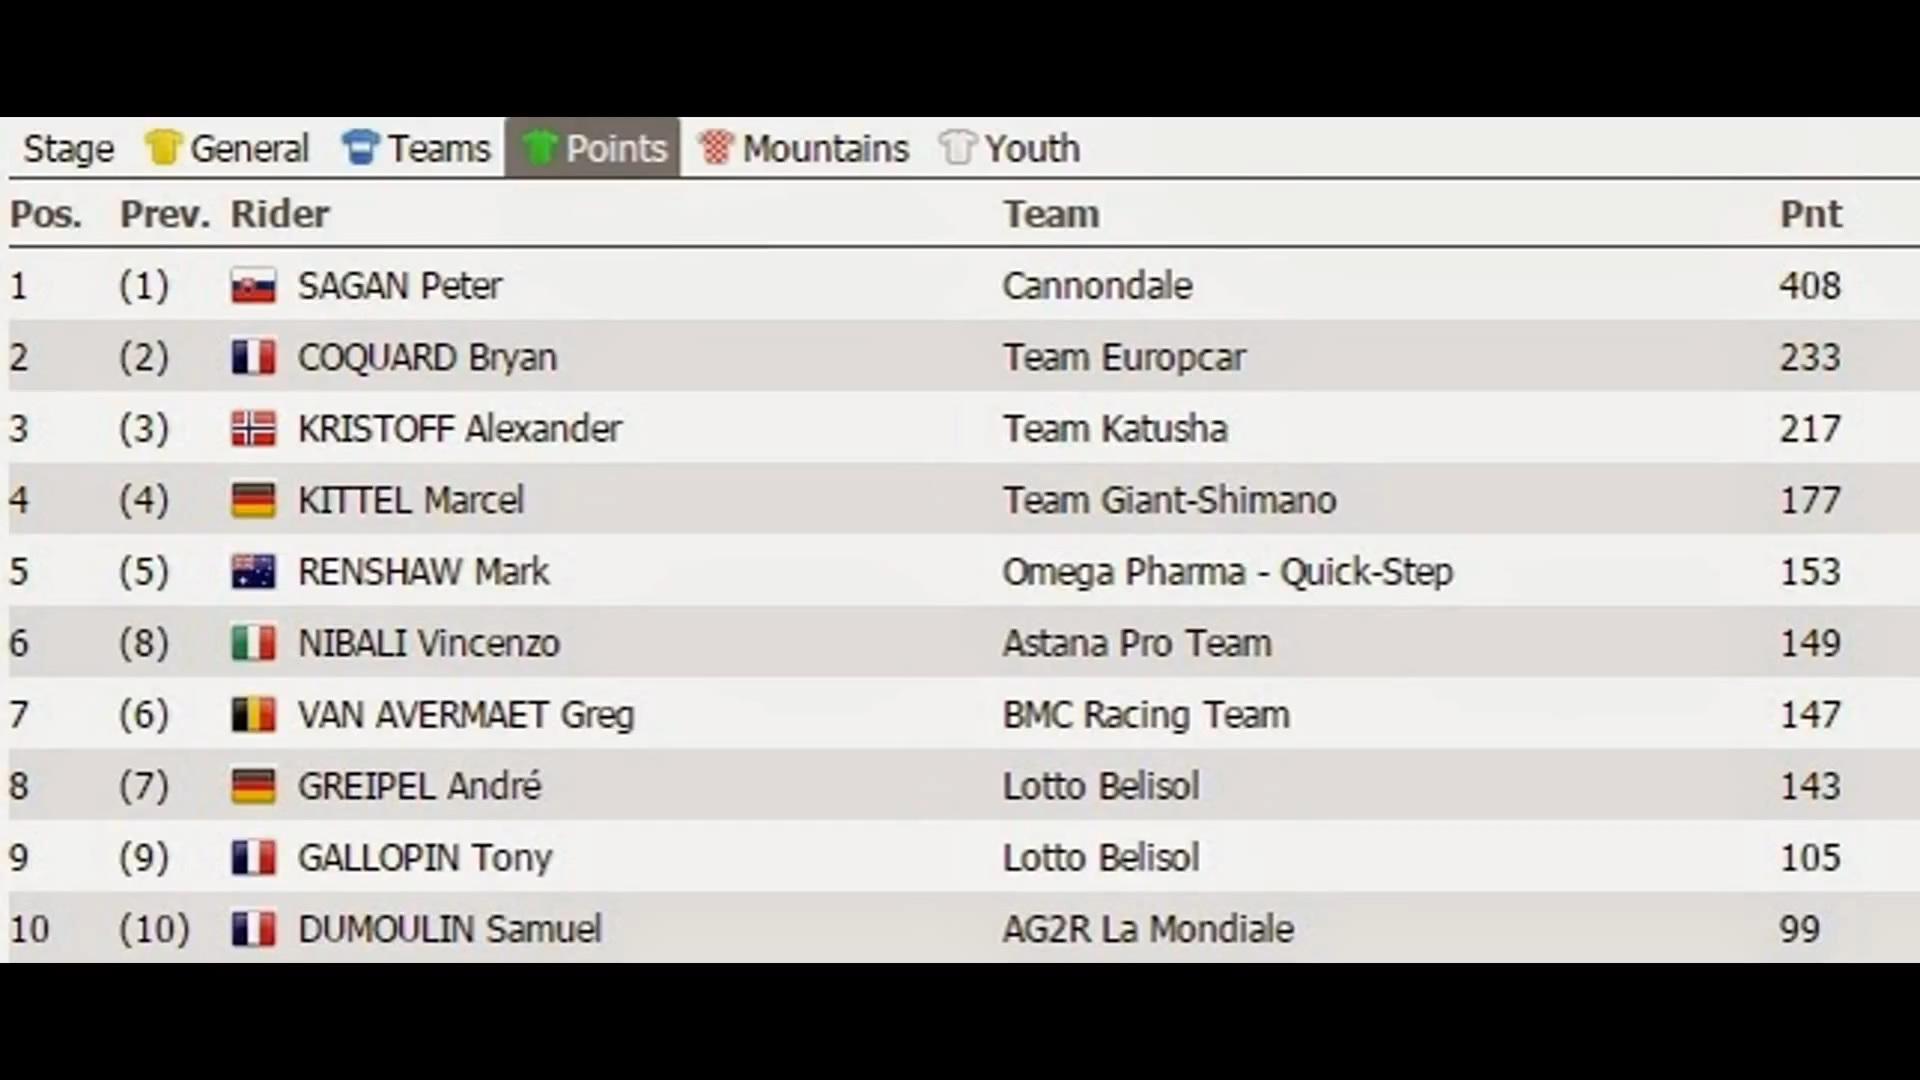 Stage General Teams Points Mountains Youth
Pos. Prev. Rider Team Pnt
1 (1) SAGAN Peter Cannondale 408
2 (2) COQUARD Bryan Team Europcar 233
3 (3) KRISTOFF Alexander Team Katusha 217
4 (4) KITTEL Marcel Team Giant-Shimano 177
5 (5) RENSHAW Mark Omega Pharma - Quick-Step 153
6 (8) NIBALI Vincenzo Astana Pro Team 149
7 (6) VAN AVERMAET Greg BMC Racing Team 147
8 (7) GREIPEL André Lotto Belisol 143
9 (9) GALLOPIN Tony Lotto Belisol 105
10 (10) DUMOULIN Samuel AG2R La Mondiale 99